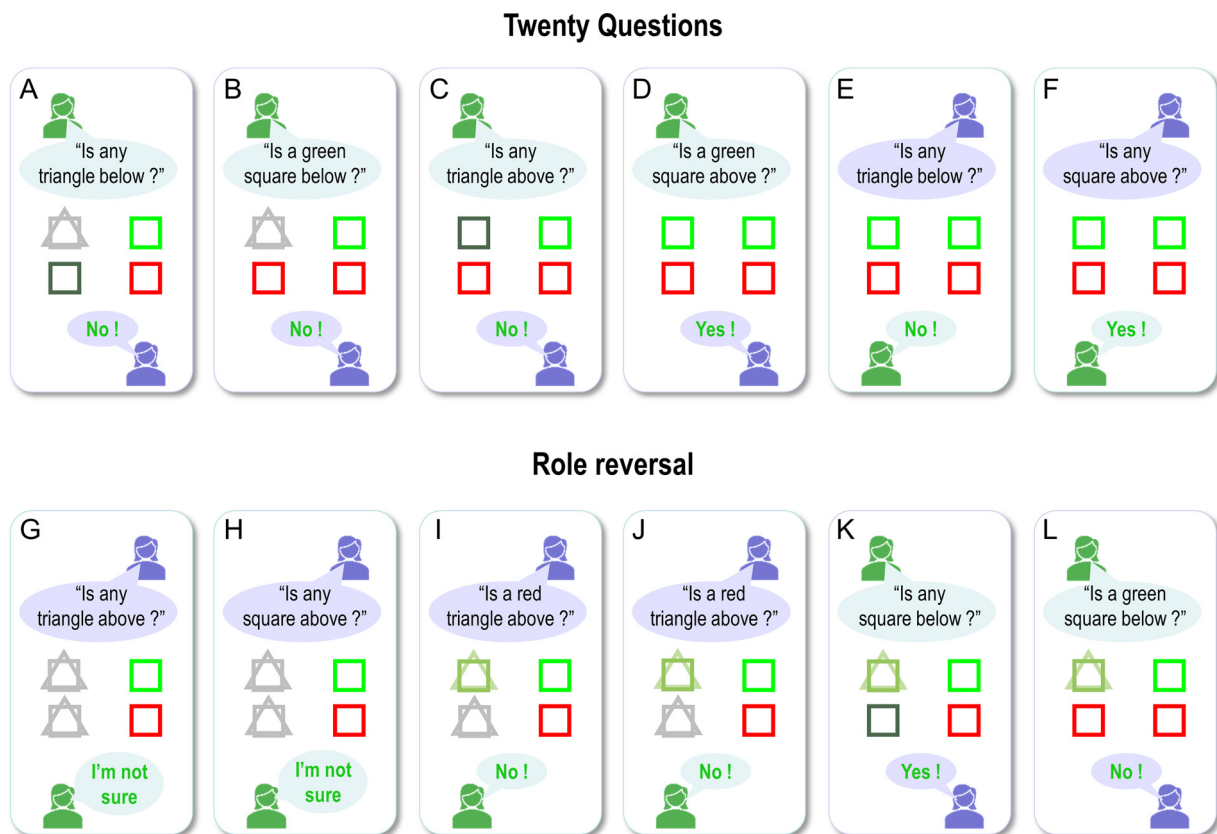 Twenty Questions
A
“Is any
triangle below ?”
No !
B
“Is a green
square below ?”
No !
C
“Is any
triangle above ?”
No !
D
“Is a green
square above ?”
Yes !
E
“Is any
triangle below ?”
No !
F
“Is any
square above ?”
Yes !
Role reversal
G
“Is any
triangle above ?”
I’m not
sure
H
“Is any
square above ?”
I’m not
sure
I
“Is a red
triangle above ?”
No !
J
“Is a red
triangle above ?”
No !
K
“Is any
square below ?”
Yes !
L
“Is a green
square below ?”
No !